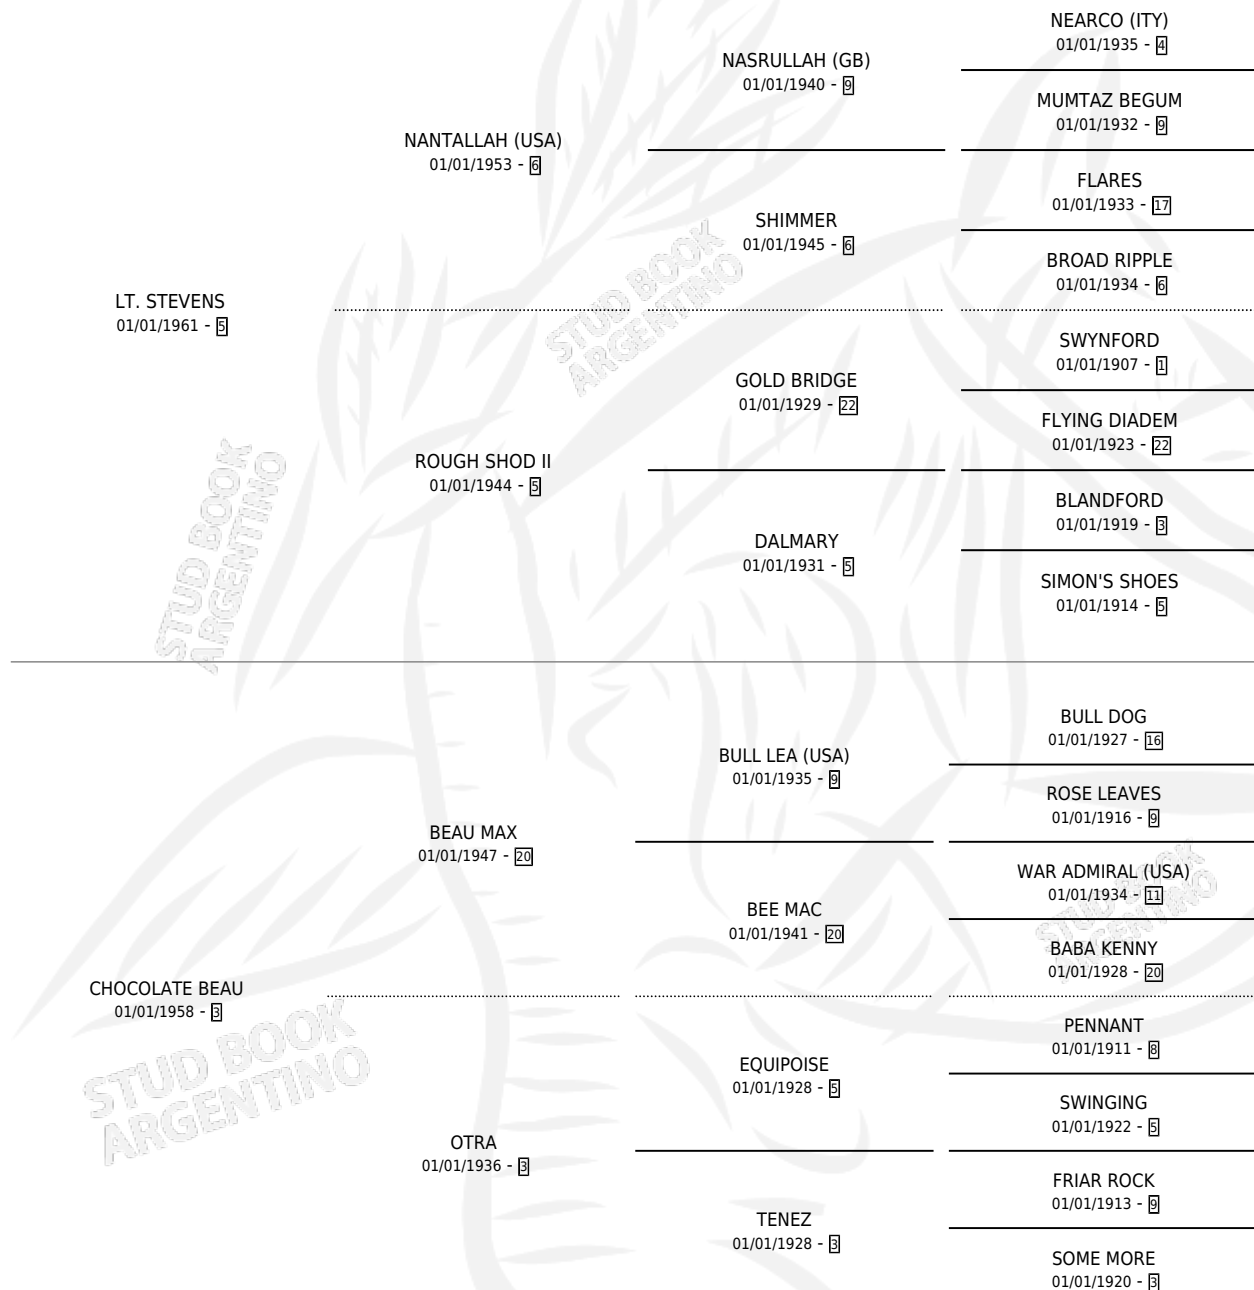 NEARCO (ITY)
01/01/1935 - 4
NASRULLAH (GB)
01/01/1940 - 9
MUMTAZ BEGUM
01/01/1932 - 9
NANTALLAH (USA)
01/01/1953 - 6
FLARES
01/01/1933 - 17
SHIMMER
01/01/1945 - 6
BROAD RIPPLE
01/01/1934 - 6
LT. STEVENS
01/01/1961 - 5
SWYNFORD
01/01/1907 - 1
GOLD BRIDGE
01/01/1929 - 22
FLYING DIADEM
01/01/1923 - 22
ROUGH SHOD II
01/01/1944 - 5
BLANDFORD
01/01/1919 - 3
DALMARY
01/01/1931 - 5
SIMON'S SHOES
01/01/1914 - 5
BULL DOG
01/01/1927 - 16
BULL LEA (USA)
01/01/1935 - 9
ROSE LEAVES
01/01/1916 - 9
BEAU MAX
01/01/1947 - 20
WAR ADMIRAL (USA)
01/01/1934 - 11
BEE MAC
01/01/1941 - 20
BABA KENNY
01/01/1928 - 20
CHOCOLATE BEAU
01/01/1958 - 3
PENNANT
01/01/1911 - 8
EQUIPOISE
01/01/1928 - 5
SWINGING
01/01/1922 - 5
OTRA
01/01/1936 - 3
FRIAR ROCK
01/01/1913 - 9
TENEZ
01/01/1928 - 3
SOME MORE
01/01/1920 - 3
STUD BOOK
ARGENTINO
STUD BOOK
ARGENTINO
STUD BOOK
ARGENTINO
STUD BOOK
ARGENTINO